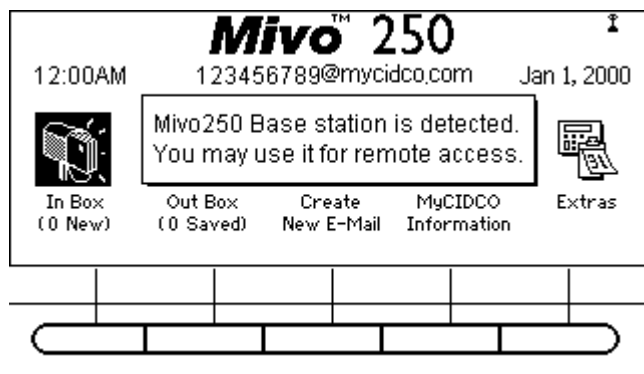 Mivo™ 250
12:00AM 123456789@mycidco.com Jan 1, 2000
Mivo250 Base station is detected.
You may use it for remote access.
In Box Out Box Create MyCIDCO Extras
(0 New) (0 Saved) New E-Mail Information